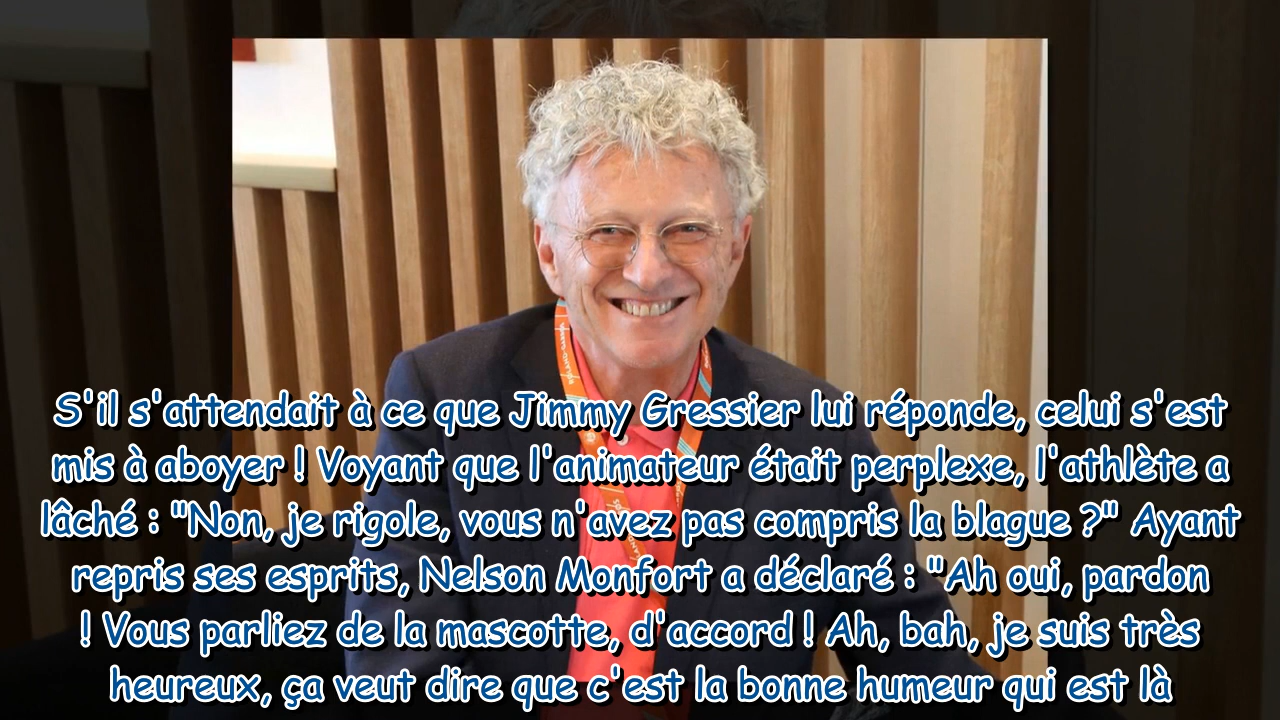 S'il s'attendait à ce que Jimmy Gressier lui réponde, celui s'est
mis à aboyer ! Voyant que l'animateur était perplexe, l'athlète a
lâché : "Non, je rigole, vous n'avez pas compris la blague ?" Ayant
repris ses esprits, Nelson Monfort a déclaré : "Ah oui, pardon
! Vous parliez de la mascotte, d'accord ! Ah, bah, je suis très
heureux, ça veut dire que c'est la bonne humeur qui est là